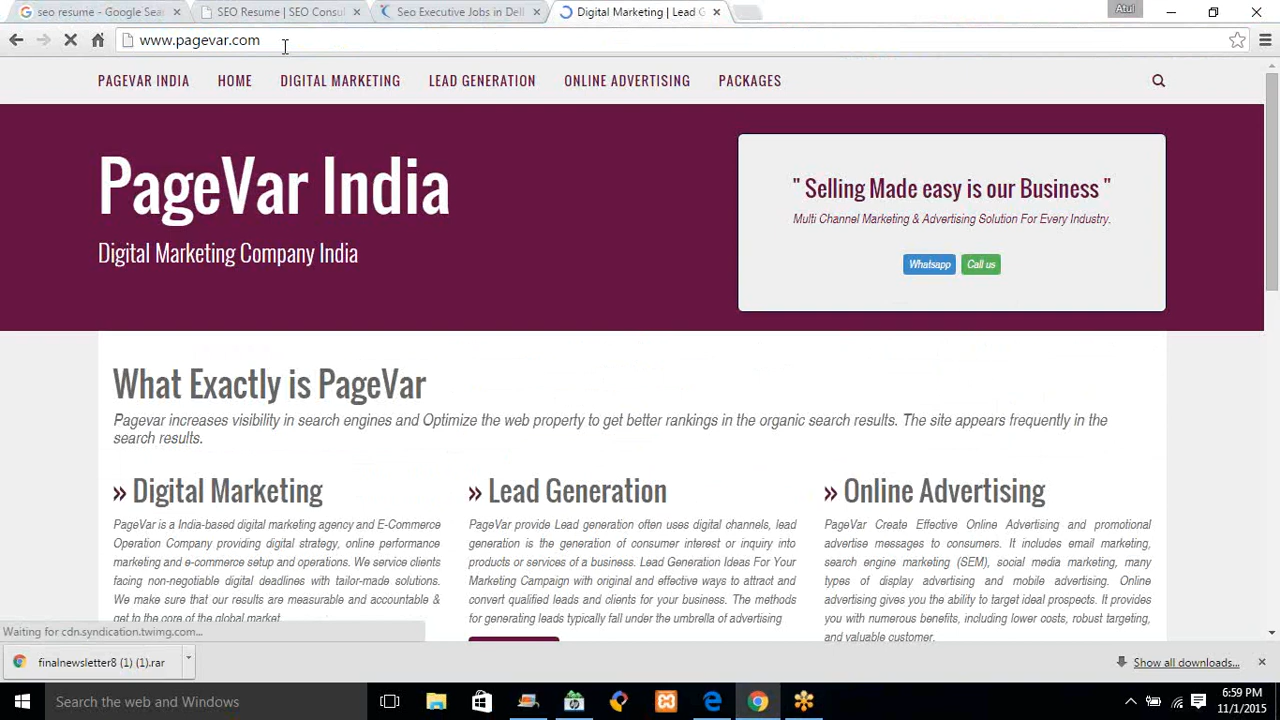 seo resume - Google Sear
SEO Resume | SEO Consul
Seo Executive Jobs in Dell
Digital Marketing | Lead G
Atul
www.pagevar.com
PAGEVAR INDIA HOME DIGITAL MARKETING LEAD GENERATION ONLINE ADVERTISING PACKAGES
PageVar India
Digital Marketing Company India
" Selling Made easy is our Business "
Multi Channel Marketing & Advertising Solution For Every Industry.
Whatsapp Call us
What Exactly is PageVar
Pagevar increases visibility in search engines and Optimize the web property to get better rankings in the organic search results. The site appears frequently in the
search results.
» Digital Marketing
PageVar is a India-based digital marketing agency and E-Commerce
Operation Company providing digital strategy, online performance
marketing and e-commerce setup and operations. We service clients
facing non-negotiable digital deadlines with tailor-made solutions.
We make sure that our results are measurable and accountable &
get to the core of the global market.
» Lead Generation
PageVar provide Lead generation often uses digital channels, lead
generation is the generation of consumer interest or inquiry into
products or services of a business. Lead Generation Ideas For Your
Marketing Campaign with original and effective ways to attract and
convert qualified leads and clients for your business. The methods
for generating leads typically fall under the umbrella of advertising
» Online Advertising
PageVar Create Effective Online Advertising and promotional
advertise messages to consumers. It includes email marketing,
search engine marketing (SEM), social media marketing, many
types of display advertising and mobile advertising. Online
advertising gives you the ability to target ideal prospects. It provides
you with numerous benefits, including lower costs, robust targeting,
and valuable customer.
Waiting for cdn.syndication.twimg.com...
finalnewsletter8 (1) (1).rar
Show all downloads...
Search the web and Windows
6:59 PM
11/1/2015